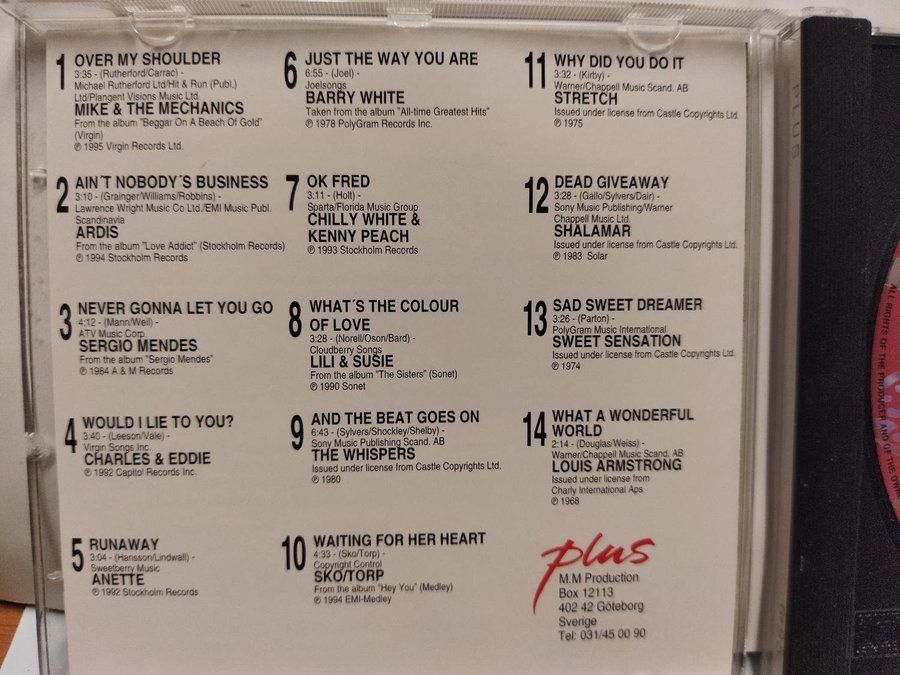 1 OVER MY SHOULDER
3:35 - (Rutherford/Carrac) -
Michael Rutherford Ltd/Hit & Run (Publ.)
Ltd/Plangent Visions Music Ltd.
MIKE & THE MECHANICS
From the album "Beggar On A Beach Of Gold"
(Virgin)
℗ 1995 Virgin Records Ltd.
2 AIN´T NOBODY´S BUSINESS
3:10 - (Grainger/Williams/Robbins) -
Lawrence Wright Music Co Ltd./EMI Music Publ.
Scandinavia
ARDIS
From the album "Love Addict" (Stockholm Records)
℗ 1994 Stockholm Records
3 NEVER GONNA LET YOU GO
4:12 - (Mann/Weil) -
ATV Music Corp.
SERGIO MENDES
From the album "Sergio Mendes"
℗ 1984 A & M Records
4 WOULD I LIE TO YOU?
3:40 - (Leeson/Vale) -
Virgin Songs Inc.
CHARLES & EDDIE
℗ 1992 Capitol Records Inc.
5 RUNAWAY
3:04 - (Hansson/Lindwall) -
Sweetberry Music
ANETTE
℗ 1992 Stockholm Records
6 JUST THE WAY YOU ARE
6:55 - (Joel) -
Joelsongs
BARRY WHITE
Taken from the album "All-time Greatest Hits"
℗ 1978 PolyGram Records Inc.
7 OK FRED
3:11 - (Holt) -
Sparta/Florida Music Group
CHILLY WHITE &
KENNY PEACH
℗ 1993 Stockholm Records
8 WHAT´S THE COLOUR
OF LOVE
3:28 - (Norell/Oson/Bard) -
Cloudberry Songs
LILI & SUSIE
From the album "The Sisters" (Sonet)
℗ 1990 Sonet
9 AND THE BEAT GOES ON
6:43 - (Sylvers/Shockley/Shelby) -
Sony Music Publishing Scand. AB
THE WHISPERS
Issued under license from Castle Copyrights Ltd.
℗ 1980
10 WAITING FOR HER HEART
4:33 - (Sko/Torp) -
Copyright Control
SKO/TORP
From the album "Hey You" (Medley)
℗ 1994 EMI-Medley
11 WHY DID YOU DO IT
3:32 - (Kirby) -
Warner/Chappell Music Scand. AB
STRETCH
Issued under license from Castle Copyrights Ltd.
℗ 1975
12 DEAD GIVEAWAY
3:28 - (Gallo/Sylvers/Dair) -
Sony Music Publishing/Warner
Chappell Music Ltd.
SHALAMAR
Issued under license from Castle Copyrights Ltd.
℗ 1983 Solar
13 SAD SWEET DREAMER
3:26 - (Parton) -
PolyGram Music International
SWEET SENSATION
Issued under license from Castle Copyrights Ltd.
℗ 1974
14 WHAT A WONDERFUL
WORLD
2:14 - (Douglas/Weiss) -
Warner/Chappell Music Scand. AB
LOUIS ARMSTRONG
Issued under license from
Charly International Aps
℗ 1968
plus
M.M Production
Box 12113
402 42 Göteborg
Sverige
Tel: 031/45 00 90
ALL RIGHTS OF THE PRODUCER AND OF THE OWNE